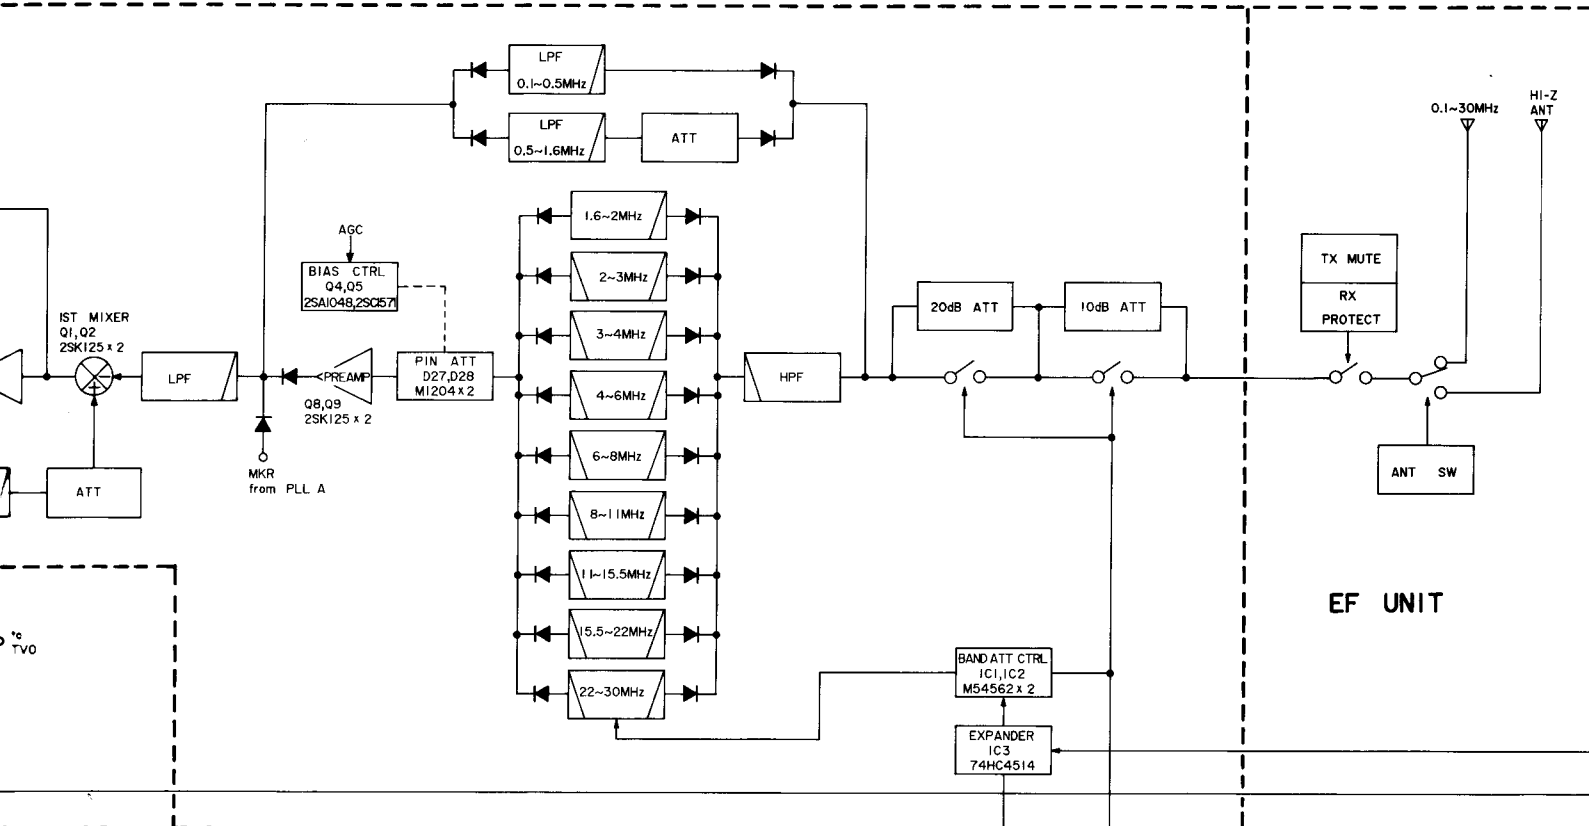 LPF
0.1~0.5MHz
LPF
0.5~1.6MHz
ATT
0.1~30MHz
HI-Z
ANT
1.6~2MHz
2~3MHz
3~4MHz
4~6MHz
6~8MHz
8~11MHz
11~15.5MHz
15.5~22MHz
22~30MHz
AGC
BIAS CTRL
Q4,Q5
2SA1048,2SC1571
1ST MIXER
Q1,Q2
2SK125 x 2
LPF
PREAMP
Q8,Q9
2SK125 x 2
PIN ATT
D27,D28
M1204 x 2
HPF
20dB ATT
10dB ATT
TX MUTE
RX
PROTECT
ANT SW
MKR
from PLL A
ATT
EF UNIT
TVO
BAND ATT CTRL
IC1,IC2
M54562 x 2
EXPANDER
IC3
74HC4514